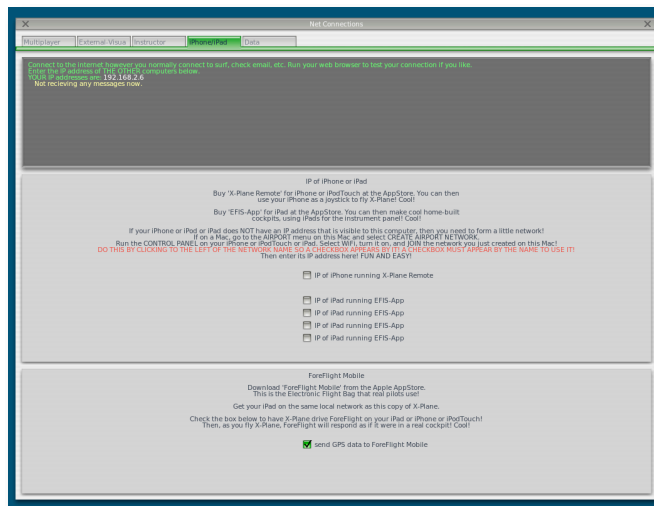 Net Connections
Multiplayer
External-Visua
Instructor
iPhone/iPad
Data
Connect to the internet however you normally connect to surf, check email, etc. Run your web browser to test your connection if you like.
Enter the IP address of THE OTHER computers below.
YOUR IP addresses are: 192.168.2.6
Not recieving any messages now.
IP of iPhone or iPad
Buy 'X-Plane Remote' for iPhone or iPodTouch at the AppStore. You can then
use your iPhone as a joystick to fly X-Plane! Cool!
Buy 'EFIS-App' for iPad at the AppStore. You can then make cool home-built
cockpits, using iPads for the instrument panel! Cool!
If your iPhone or iPod or iPad does NOT have an IP address that is visible to this computer, then you need to form a little network!
If on a Mac, go to the AIRPORT menu on this Mac and select CREATE AIRPORT NETWORK.
Run the CONTROL PANEL on your iPhone or iPodTouch or iPad. Select WiFi, turn it on, and JOIN the network you just created on this Mac!
DO THIS BY CLICKING TO THE LEFT OF THE NETWORK NAME SO A CHECKBOX APPEARS BY IT! A CHECKBOX MUST APPEAR BY THE NAME TO USE IT!
Then enter its IP address here! FUN AND EASY!
IP of iPhone running X-Plane Remote
IP of iPad running EFIS-App
IP of iPad running EFIS-App
IP of iPad running EFIS-App
IP of iPad running EFIS-App
ForeFlight Mobile
Download 'ForeFlight Mobile' from the Apple AppStore.
This is the Electronic Flight Bag that real pilots use!
Get your iPad on the same local network as this copy of X-Plane.
Check the box below to have X-Plane drive ForeFlight on your iPad or iPhone or iPodTouch!
Then, as you fly X-Plane, ForeFlight will respond as if it were in a real cockpit! Cool!
send GPS data to ForeFlight Mobile